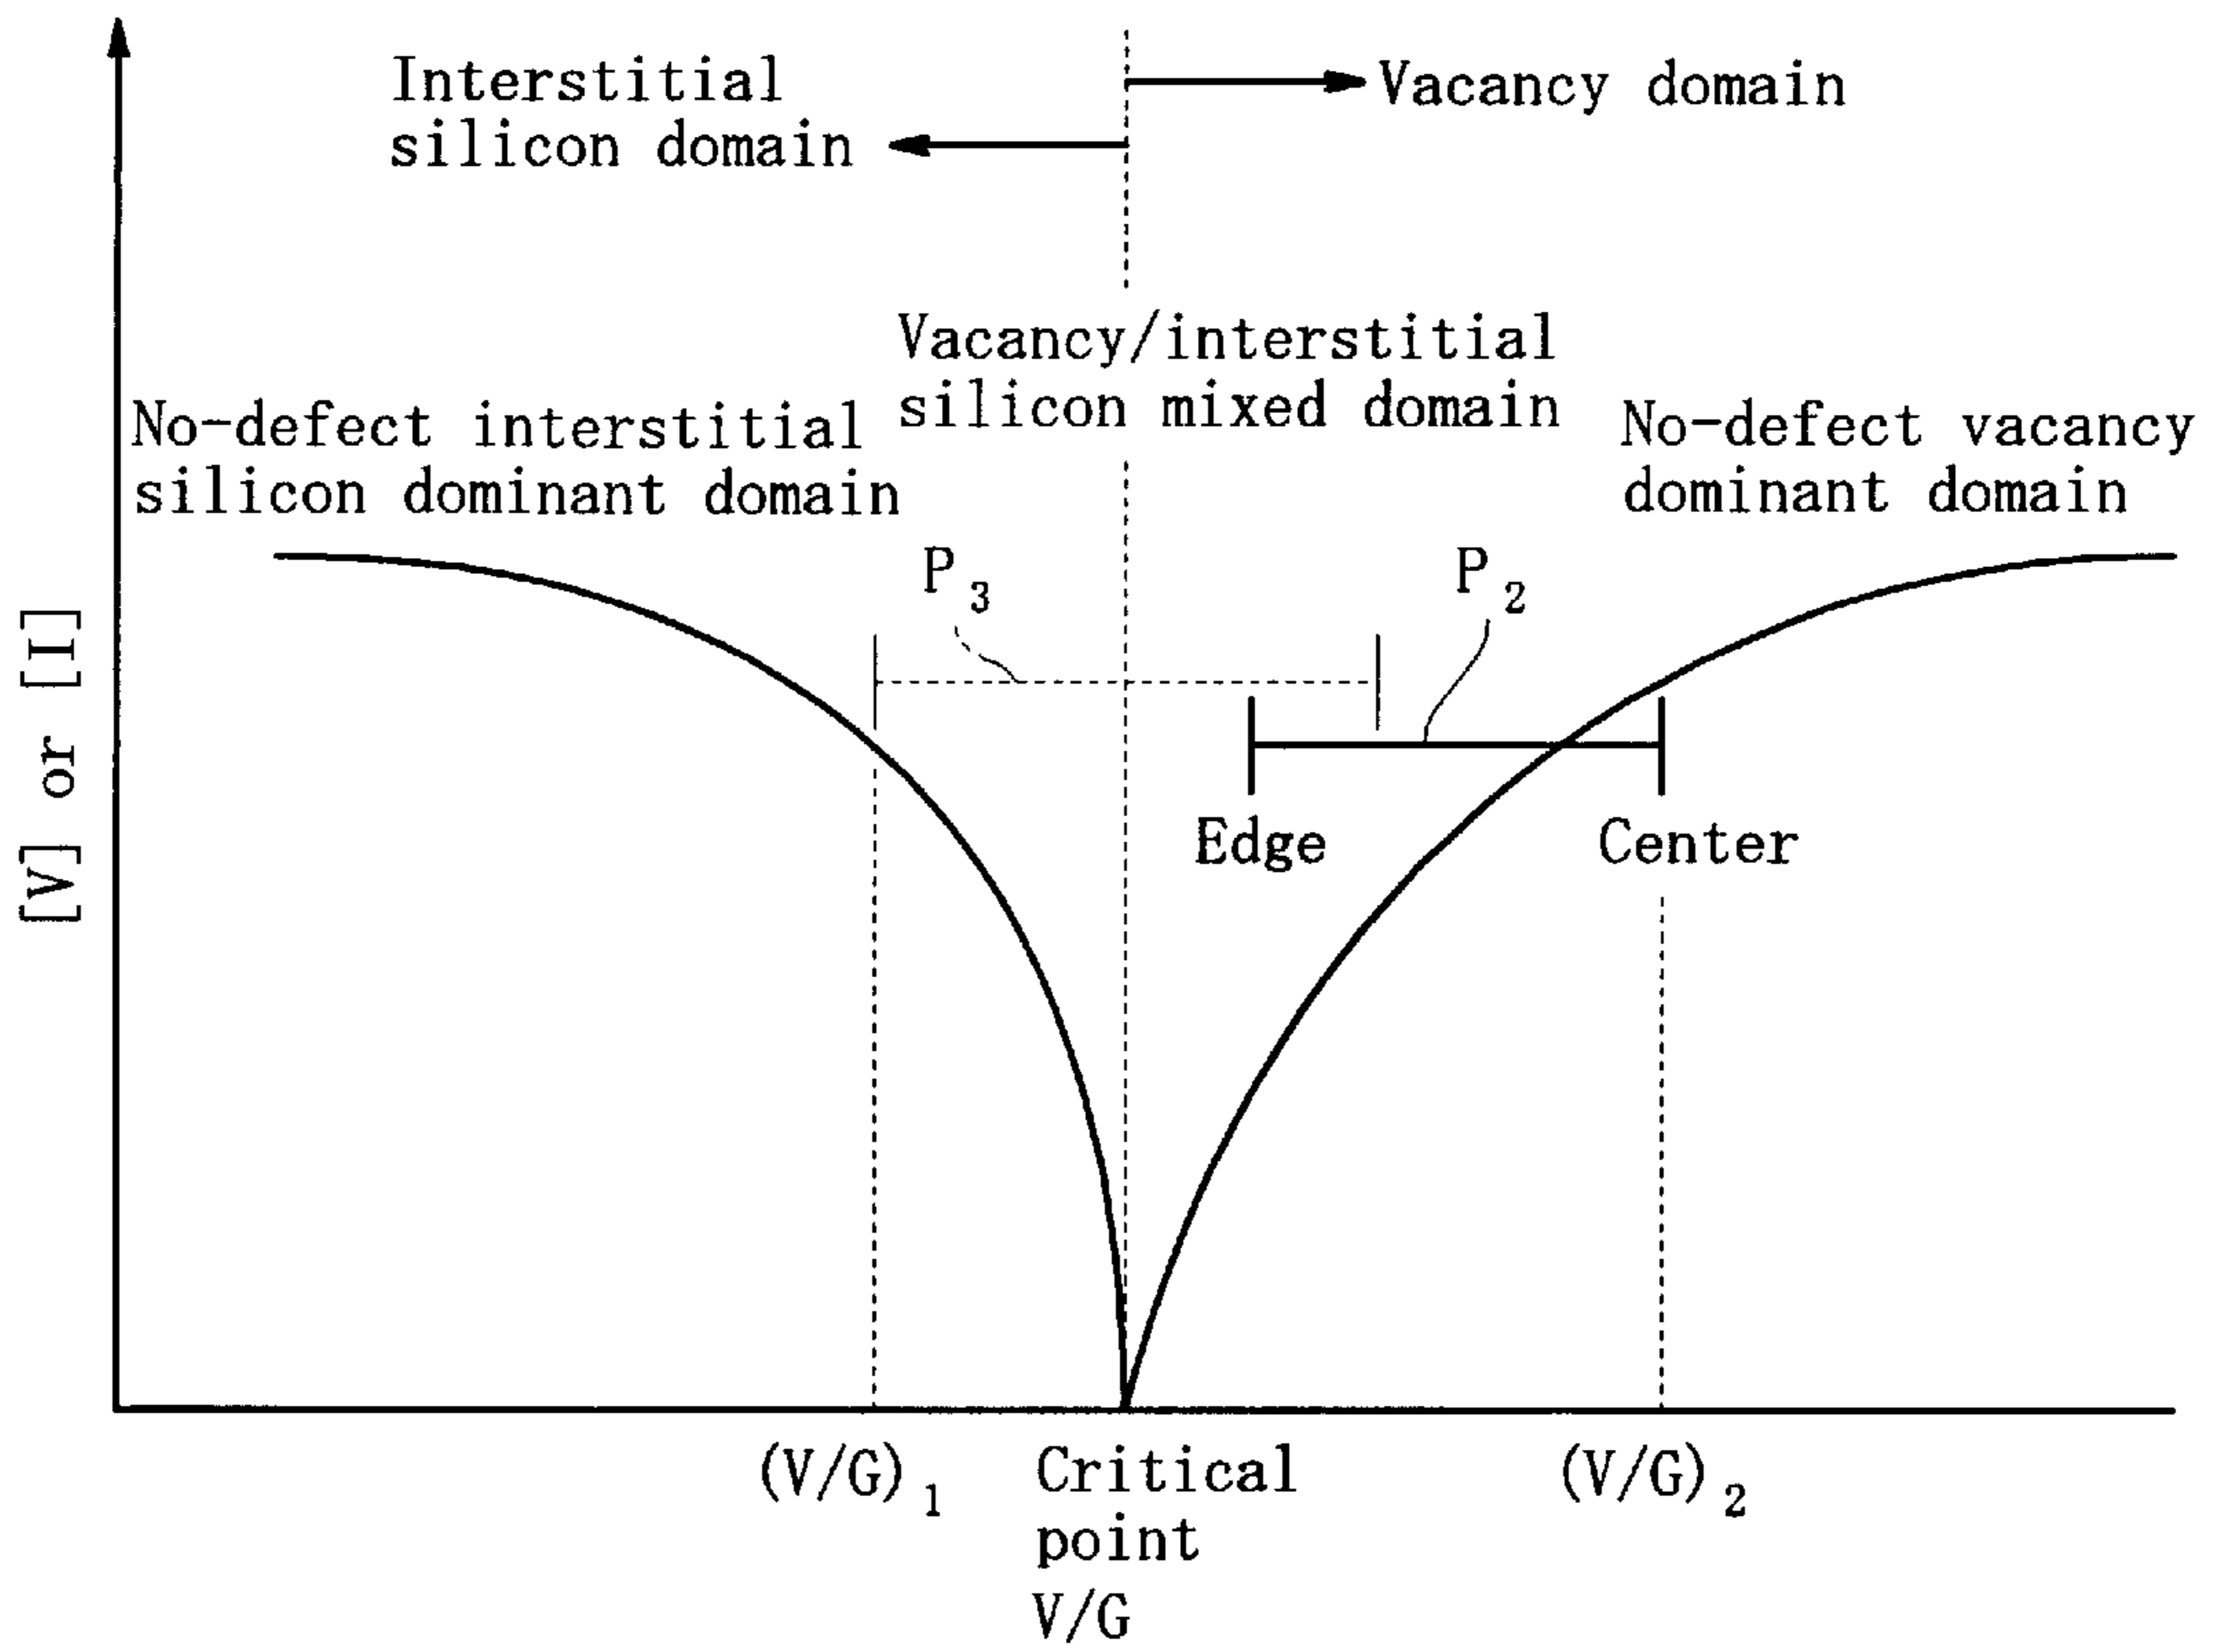 Interstitial
silicon domain
Vacancy domain
Vacancy/interstitial
silicon mixed domain
No-defect interstitial
silicon dominant domain
No-defect vacancy
dominant domain
P3
P2
[V] or [I]
Edge
Center
(V/G)1
Critical
point
V/G
(V/G)2